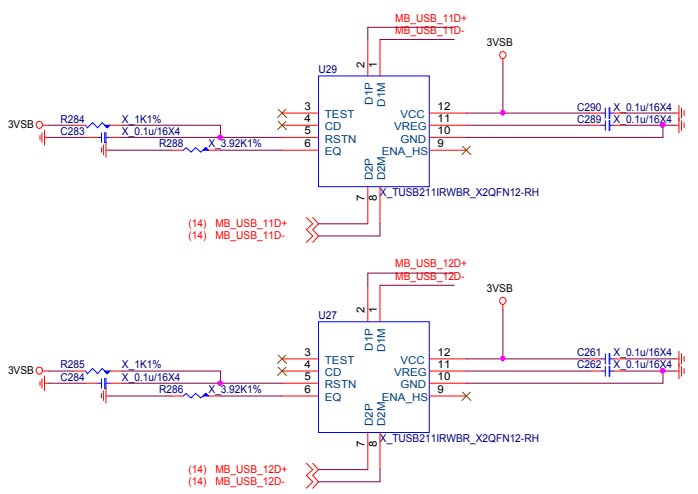 MB_USB_11D+
MB_USB_11D-
3VSB
U29
2
1
D1P
D1M
3
TEST
VCC
12
C290
X_0.1u/16X4
R284
X_1K1%
4
CD
VREG
11
C289
X_0.1u/16X4
3VSB
C283
X_0.1u/16X4
5
RSTN
GND
10
R288
X_3.92K1%
6
EQ
ENA_HS
9
D2P
D2M
X_TUSB211IRWBR_X2QFN12-RH
7
8
(14) MB_USB_11D+
(14) MB_USB_11D-
MB_USB_12D+
MB_USB_12D-
3VSB
U27
2
1
D1P
D1M
3
TEST
VCC
12
C261
X_0.1u/16X4
R285
X_1K1%
4
CD
VREG
11
C262
X_0.1u/16X4
3VSB
C284
X_0.1u/16X4
5
RSTN
GND
10
R286
X_3.92K1%
6
EQ
ENA_HS
9
D2P
D2M
X_TUSB211IRWBR_X2QFN12-RH
7
8
(14) MB_USB_12D+
(14) MB_USB_12D-